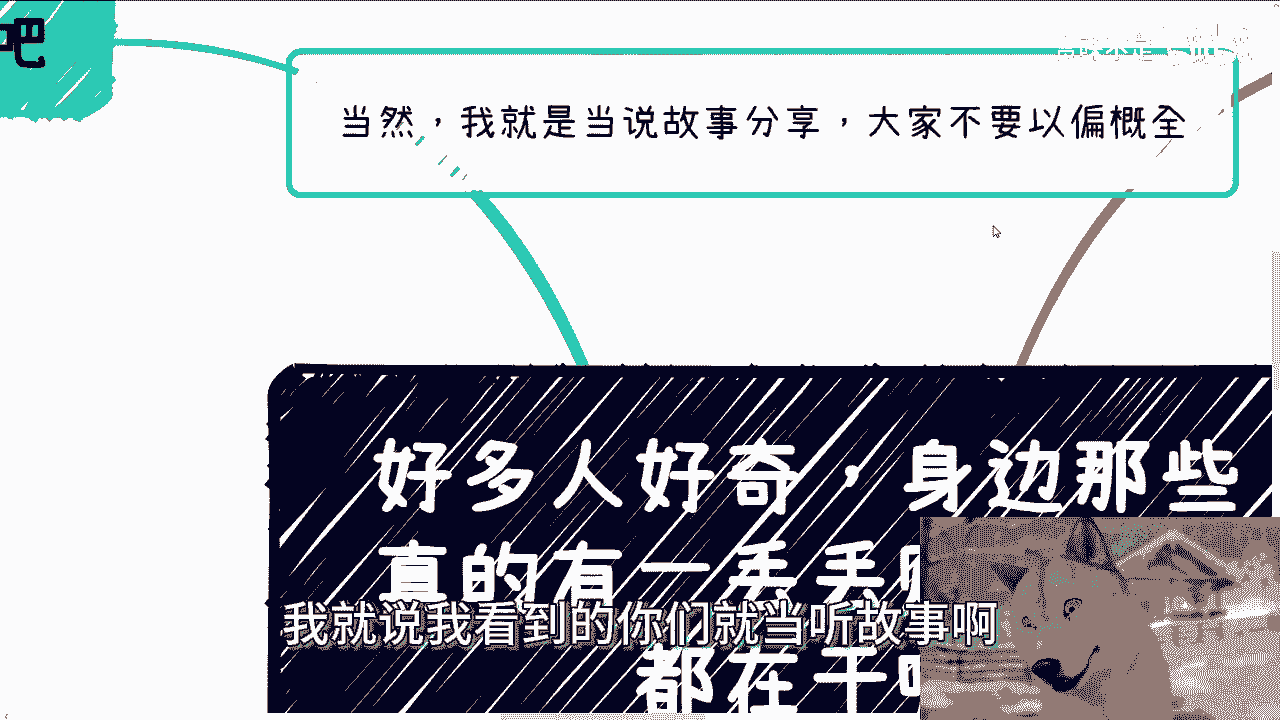 吧
当然，我就是当说故事分享，大家不要以偏概全
好多人好奇，身边那些
真的有一丢丢
我就说我看到的你们就当听故事啊
都在干